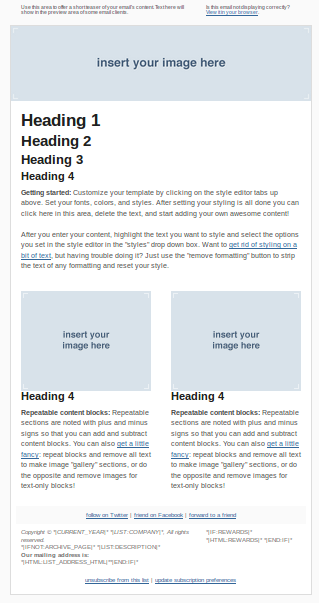 Use this area to offer a short teaser of your email's content. Text here will
show in the preview area of some email clients.
Is this email not displaying correctly?
View it in your browser.
insert your image here
Heading 1
Heading 2
Heading 3
Heading 4
Getting started: Customize your template by clicking on the style editor tabs up
above. Set your fonts, colors, and styles. After setting your styling is all done you can
click here in this area, delete the text, and start adding your own awesome content!
After you enter your content, highlight the text you want to style and select the options
you set in the style editor in the "styles" drop down box. Want to get rid of styling on a
bit of text, but having trouble doing it? Just use the "remove formatting" button to strip
the text of any formatting and reset your style.
insert your
image here
Heading 4
Repeatable content blocks: Repeatable
sections are noted with plus and minus
signs so that you can add and subtract
content blocks. You can also get a little
fancy: repeat blocks and remove all text
to make image "gallery" sections, or do
the opposite and remove images for
text-only blocks!
insert your
image here
Heading 4
Repeatable content blocks: Repeatable
sections are noted with plus and minus
signs so that you can add and subtract
content blocks. You can also get a little
fancy: repeat blocks and remove all text
to make image "gallery" sections, or do
the opposite and remove images for
text-only blocks!
follow on Twitter | friend on Facebook | forward to a friend
Copyright © *|CURRENT_YEAR|* *|LIST:COMPANY|*, All rights
reserved.
*|IFNOT:ARCHIVE_PAGE|* *|LIST:DESCRIPTION|*
Our mailing address is:
*|HTML:LIST_ADDRESS_HTML|**|END:IF|*
*|IF:REWARDS|*
*|HTML:REWARDS|* *|END:IF|*
unsubscribe from this list | update subscription preferences